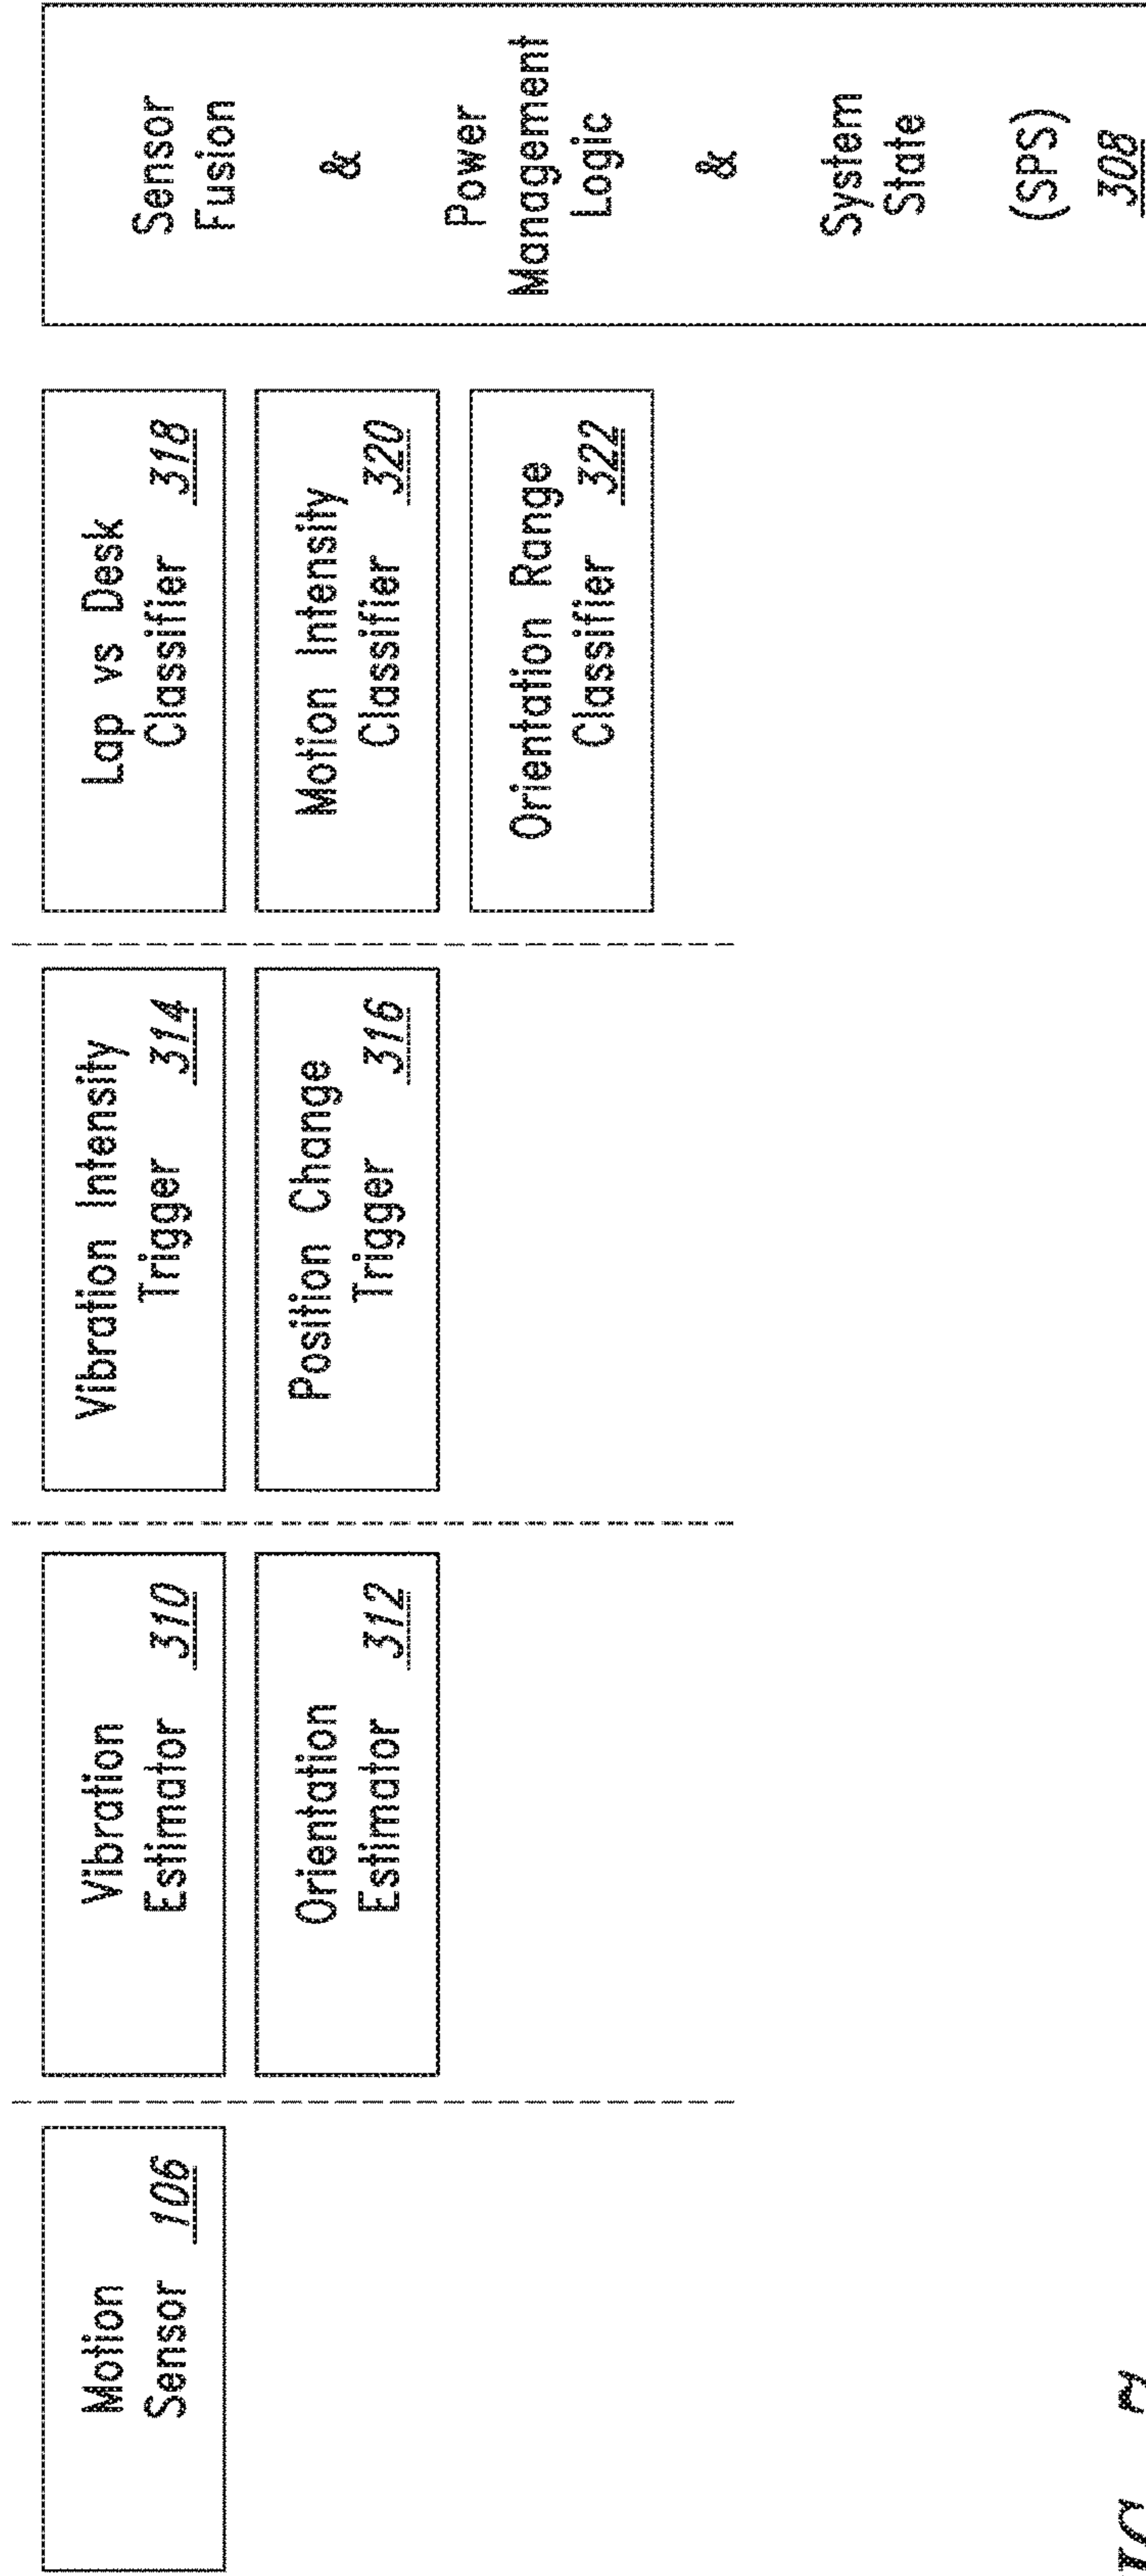 Motion
Sensor 106
Vibration
Estimator 310
Orientation
Estimator 312
Vibration Intensity
Trigger 314
Position Change
Trigger 316
Lap vs Desk
Classifier 318
Motion Intensity
Classifier 320
Orientation Range
Classifier 322
Sensor
Fusion
&
Power
Management
Logic
&
System
State
(SPS)
308